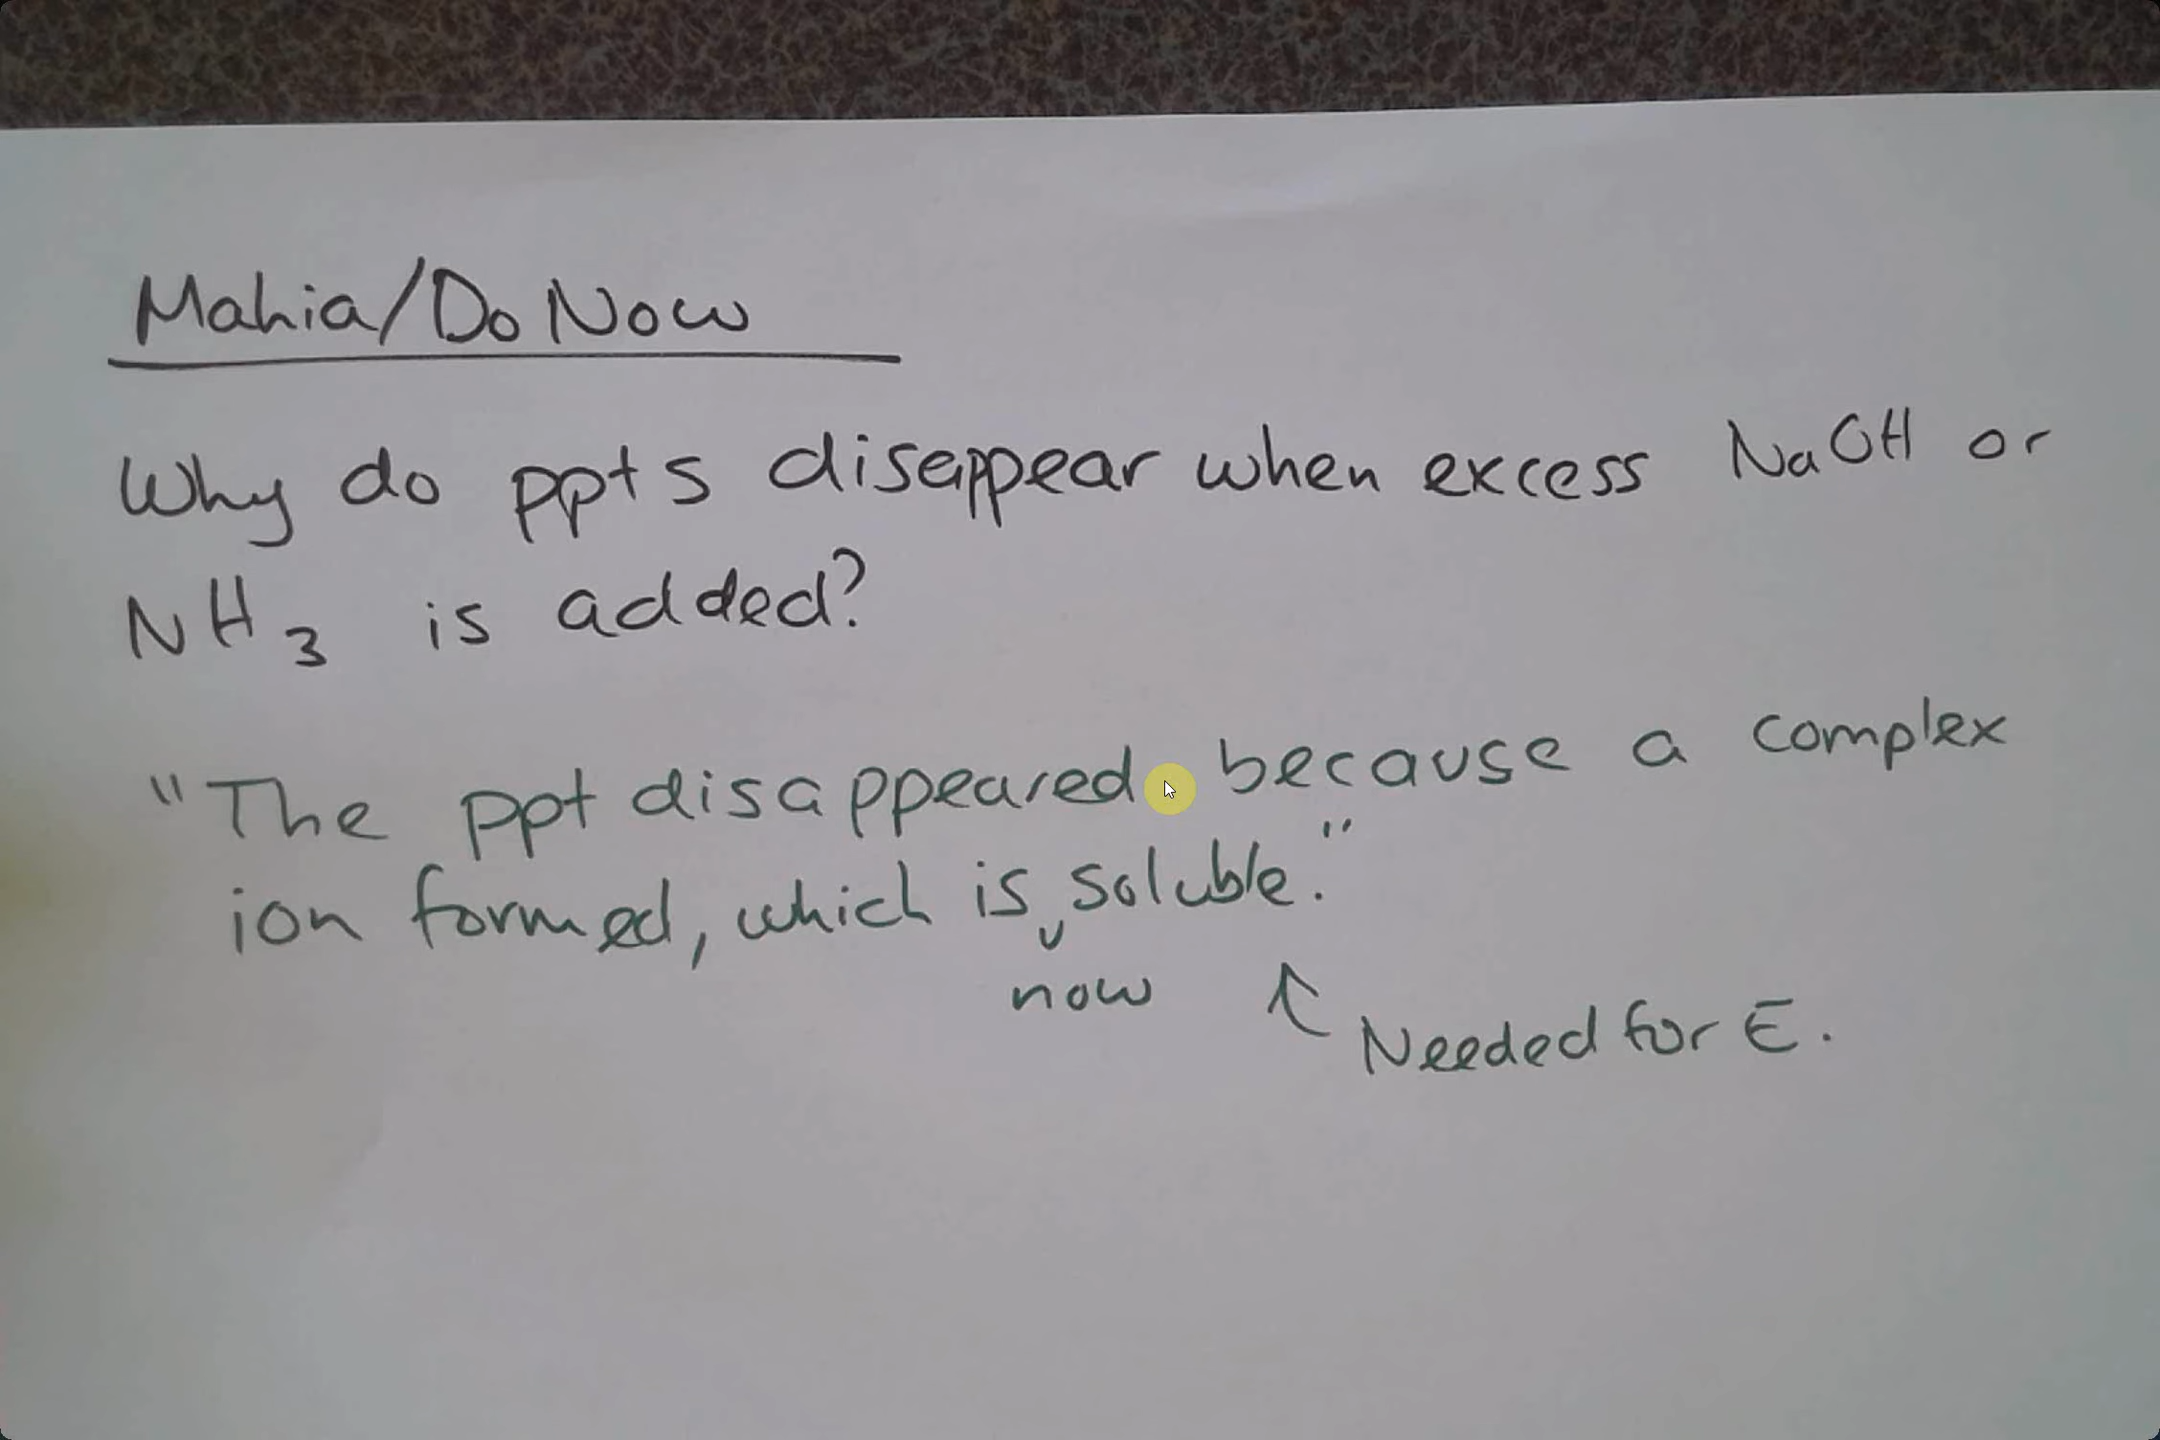 Mahia/Do Now
Why do ppts disappear when excess NaOH or
NH3 is added?
"The ppt disappeared because a complex
ion formed, which is soluble."
now
Needed for E.